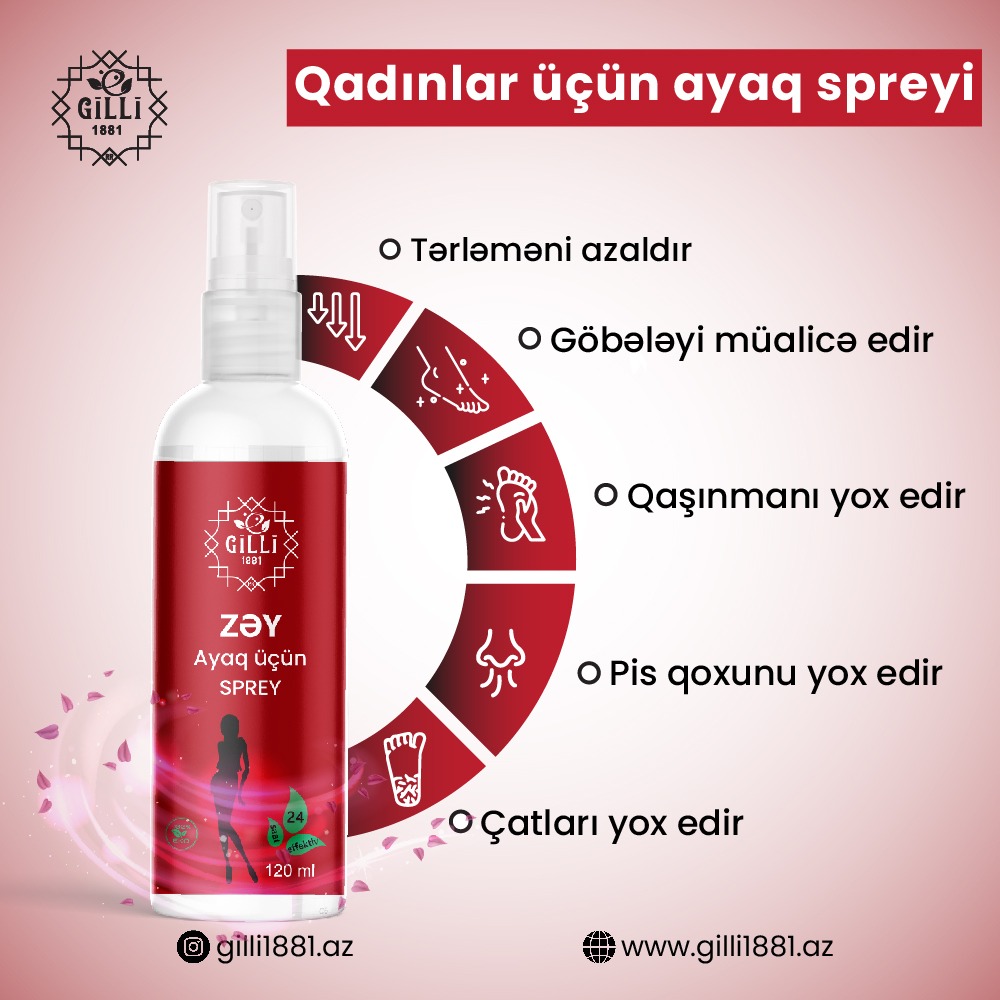 GiLLi
1881
Qadınlar üçün ayaq spreyi
Tərləməni azaldır
Göbələyi müalicə edir
Qaşınmanı yox edir
Pis qoxunu yox edir
Çatları yox edir
GiLLi
1881
ZƏY
Ayaq üçün
SPREY
24
saat
effektiv
120 ml
gilli1881.az
www.gilli1881.az